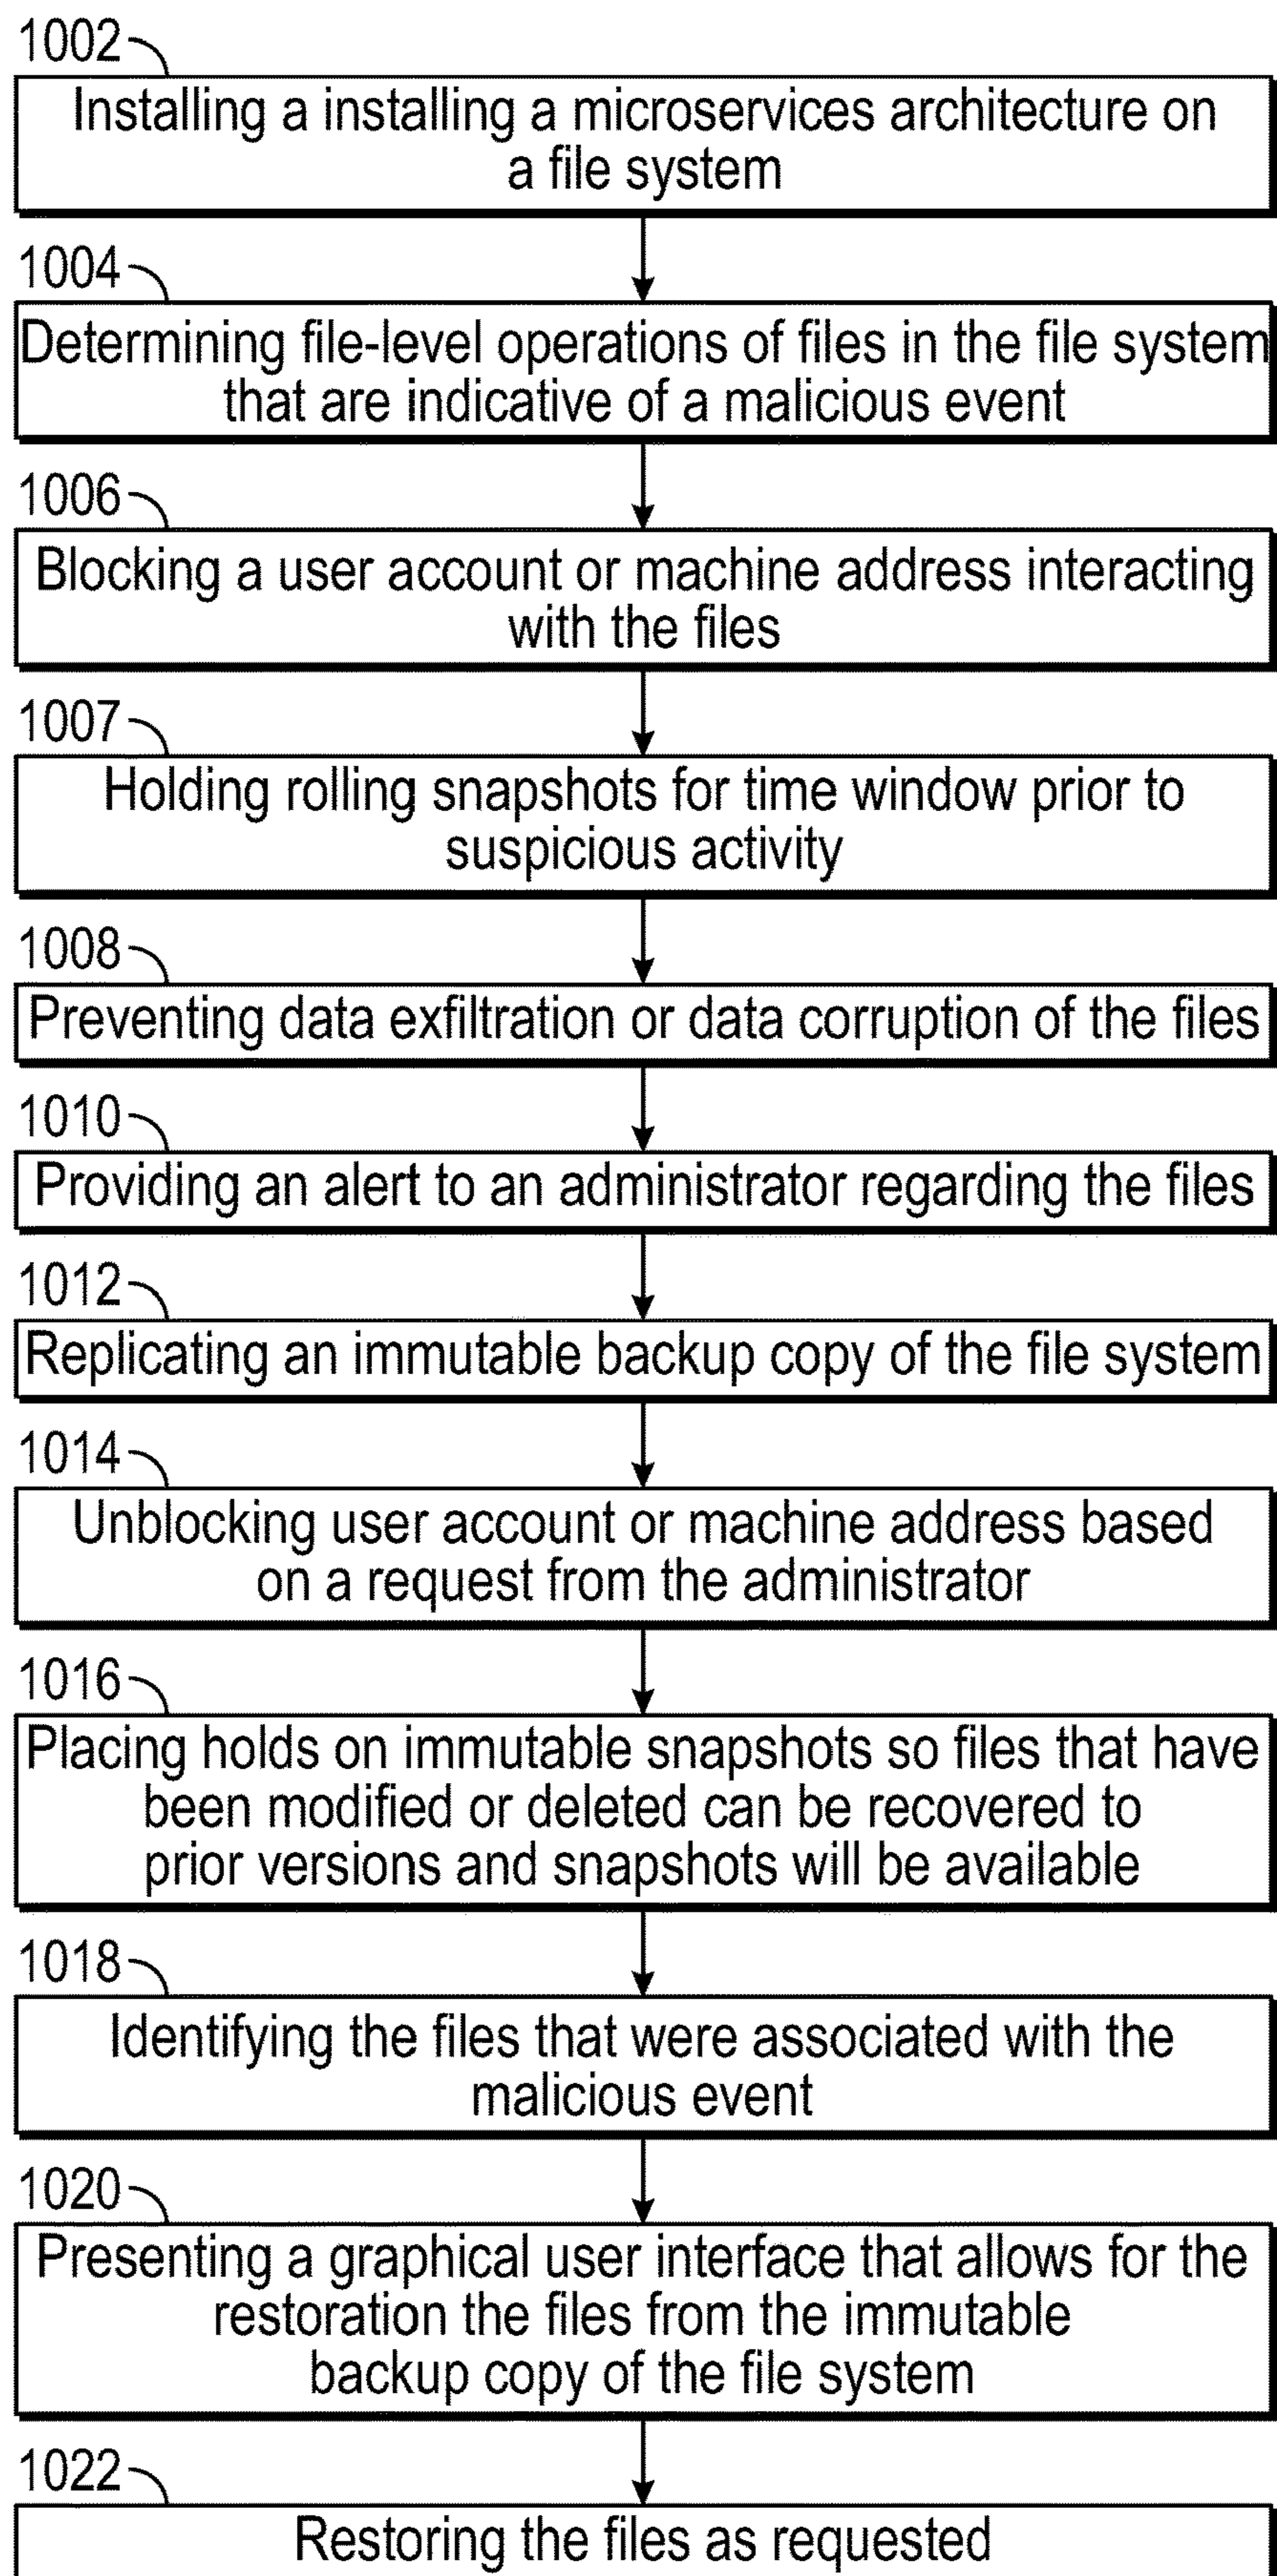 1002
Installing a installing a microservices architecture on
a file system
1004
Determining file-level operations of files in the file system
that are indicative of a malicious event
1006
Blocking a user account or machine address interacting
with the files
1007
Holding rolling snapshots for time window prior to
suspicious activity
1008
Preventing data exfiltration or data corruption of the files
1010
Providing an alert to an administrator regarding the files
1012
Replicating an immutable backup copy of the file system
1014
Unblocking user account or machine address based
on a request from the administrator
1016
Placing holds on immutable snapshots so files that have
been modified or deleted can be recovered to
prior versions and snapshots will be available
1018
Identifying the files that were associated with the
malicious event
1020
Presenting a graphical user interface that allows for the
restoration the files from the immutable
backup copy of the file system
1022
Restoring the files as requested